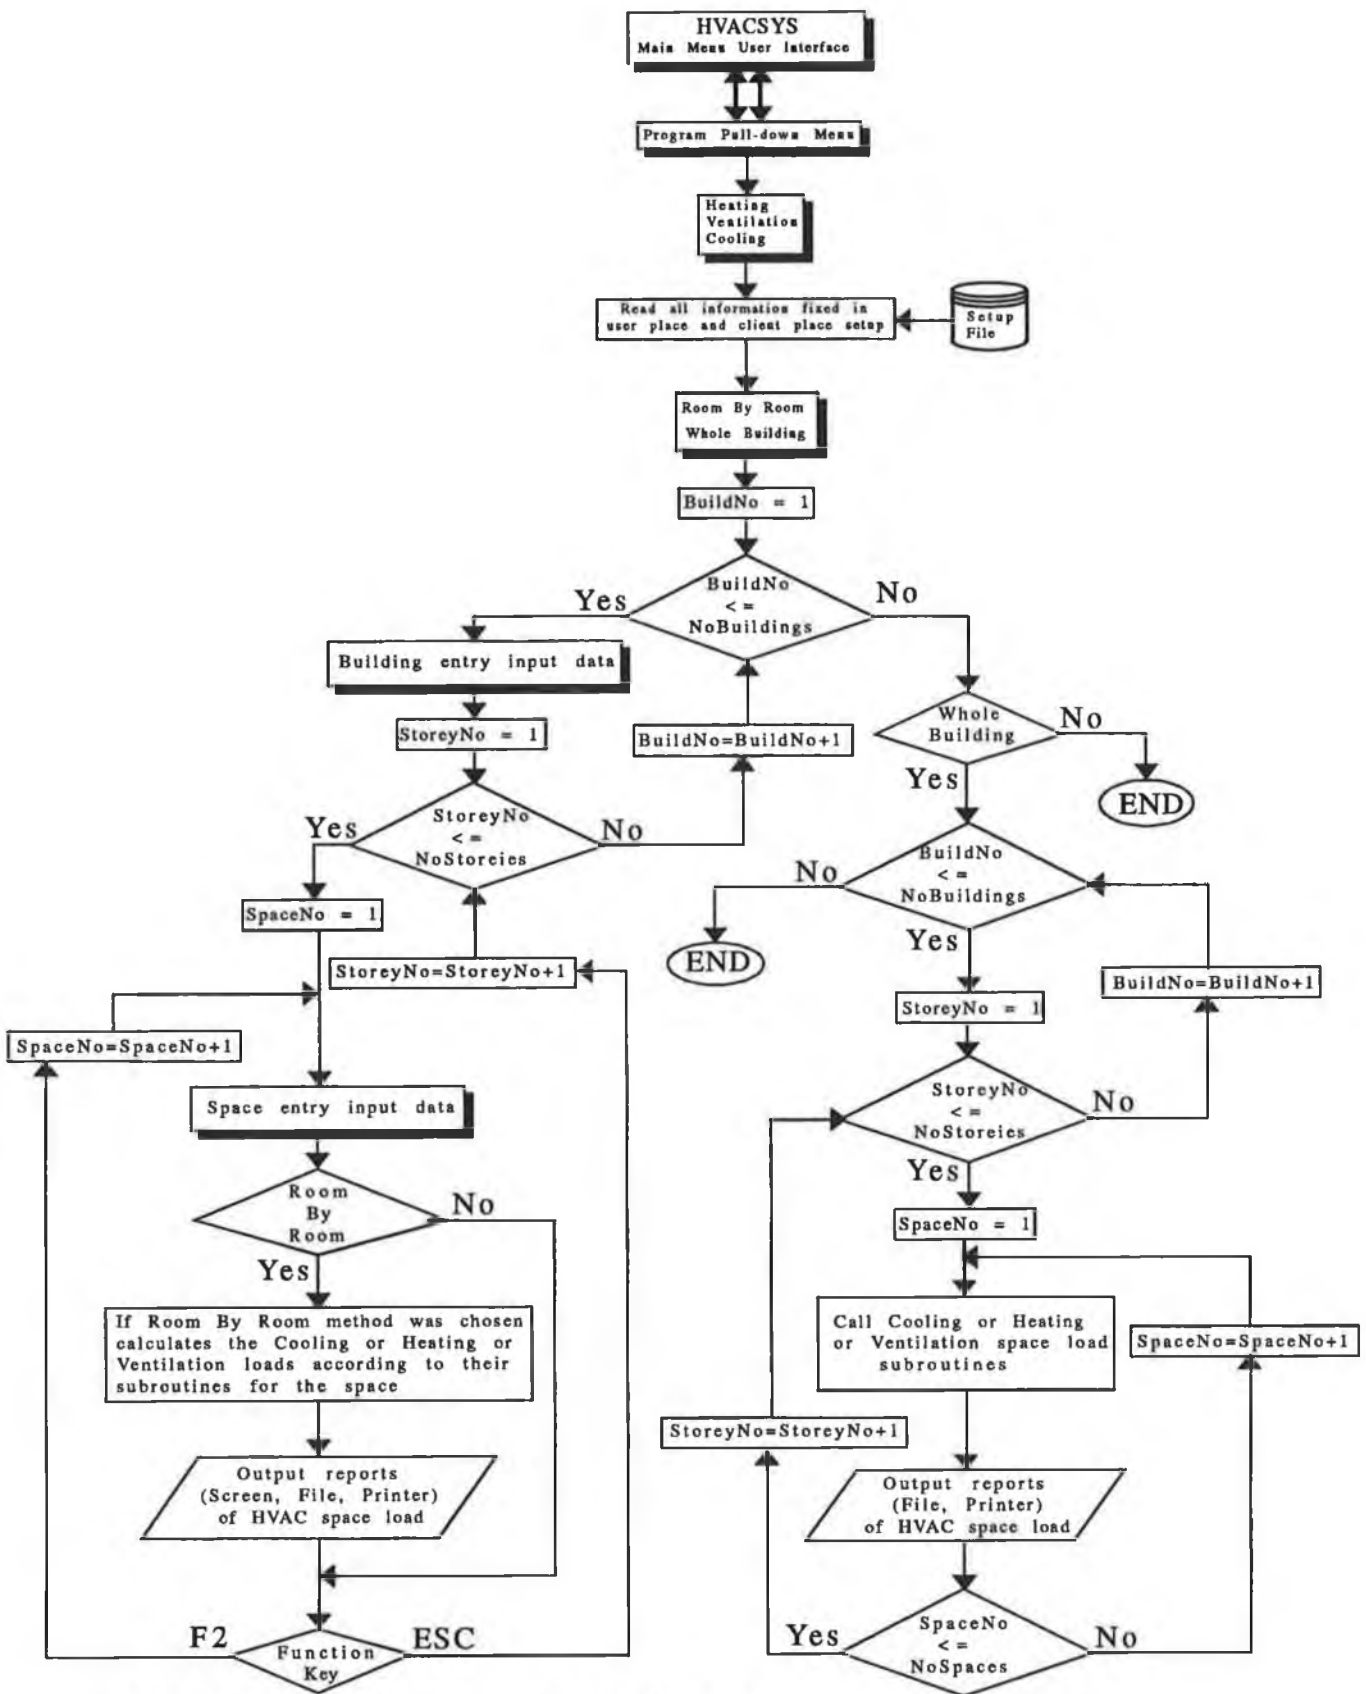 HVACSYS
Main Menu User Interface
Program Pull-down Menu
Heating
Ventilation
Cooling
Read all information fixed in
user place and client place setup
Setup
File
Room By Room
Whole Building
BuildNo = 1
BuildNo
<=
NoBuildings
Yes
No
Building entry input data
StoreyNo = 1
BuildNo=BuildNo+1
Whole
Building
No
Yes
END
StoreyNo
<=
NoStoreies
Yes
No
BuildNo
<=
NoBuildings
No
Yes
END
SpaceNo = 1
StoreyNo=StoreyNo+1
BuildNo=BuildNo+1
StoreyNo = 1
SpaceNo=SpaceNo+1
Space entry input data
StoreyNo
<=
NoStoreies
No
Yes
Room
By
Room
No
Yes
SpaceNo = 1
If Room By Room method was chosen
calculates the Cooling or Heating or
Ventilation loads according to their
subroutines for the space
Call Cooling or Heating
or Ventilation space load
subroutines
SpaceNo=SpaceNo+1
StoreyNo=StoreyNo+1
Output reports
(Screen, File, Printer)
of HVAC space load
Output reports
(File, Printer)
of HVAC space load
F2
Function
Key
ESC
Yes
SpaceNo
<=
NoSpaces
No